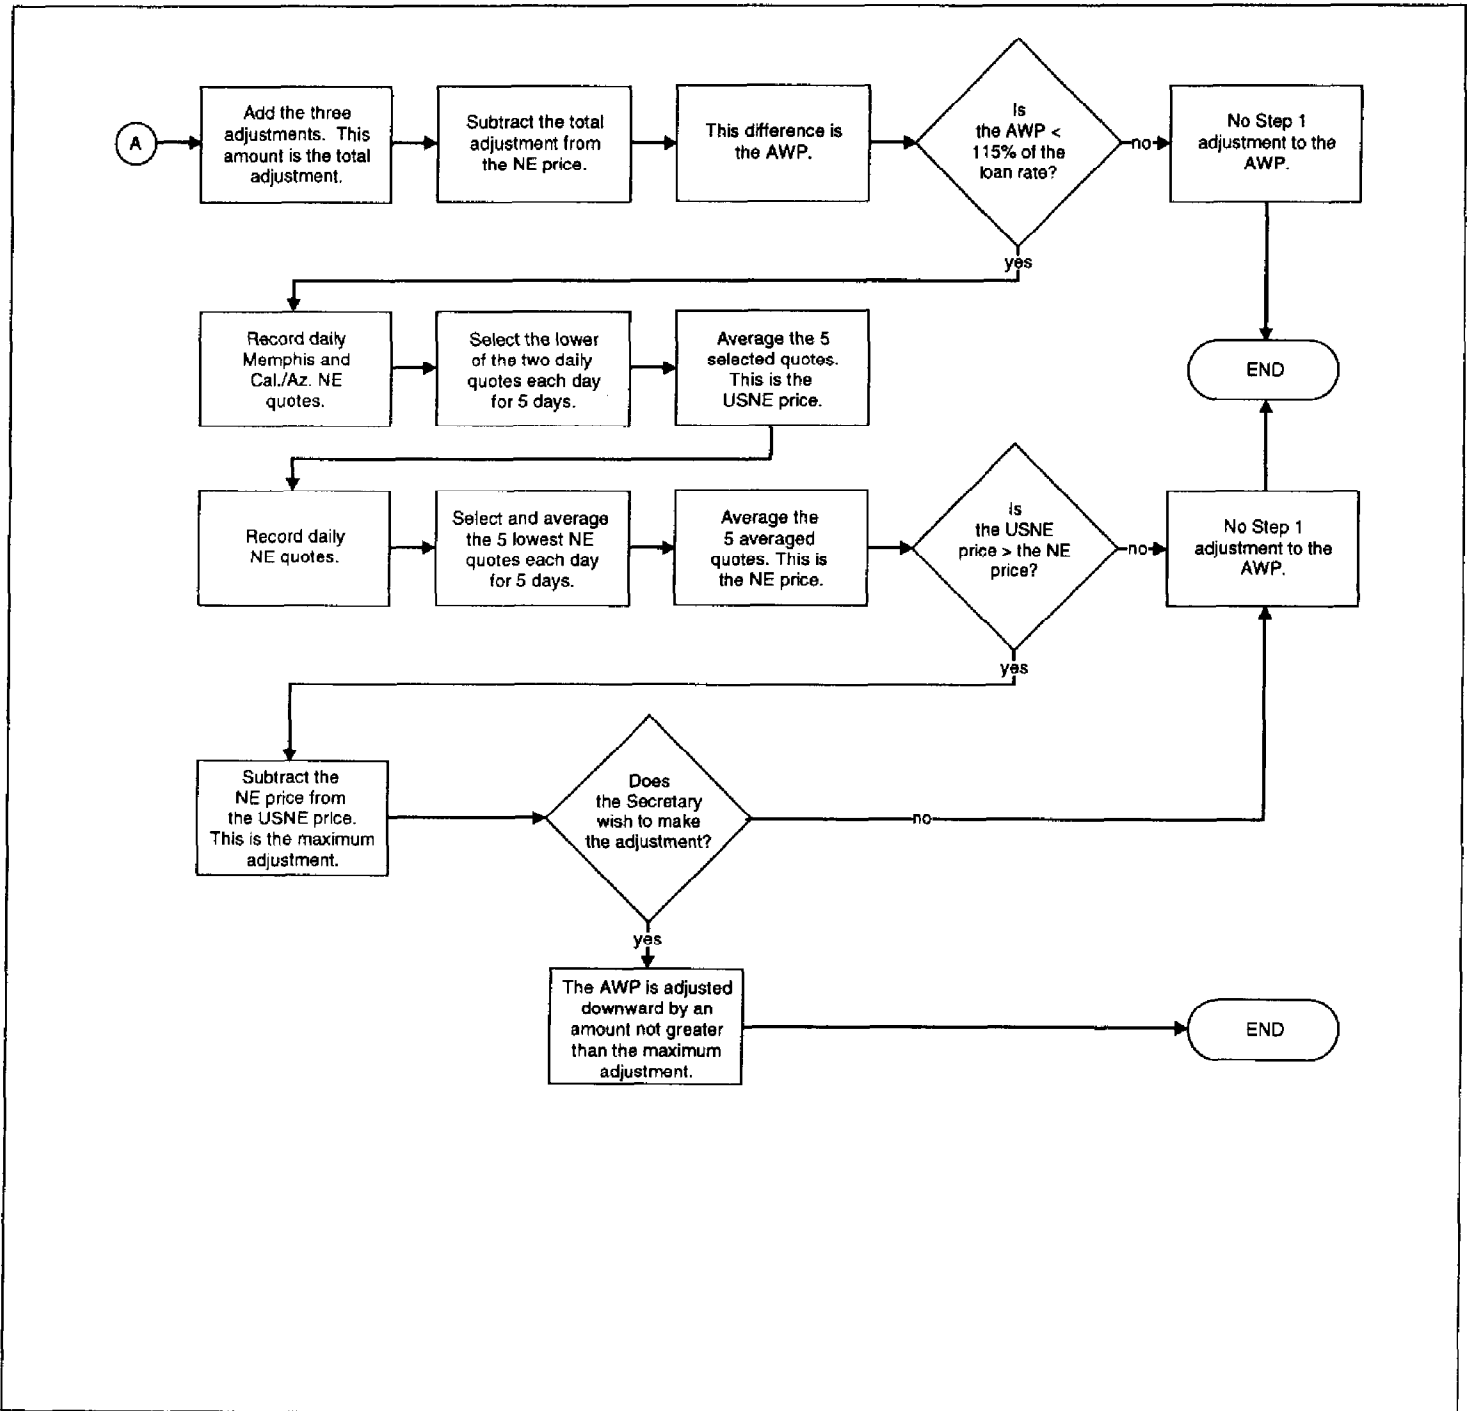 A
Add the three
adjustments. This
amount is the total
adjustment.
Subtract the total
adjustment from
the NE price.
This difference is
the AWP.
Is
the AWP <
115% of the
loan rate?
no
No Step 1
adjustment to the
AWP.
yes
END
Record daily
Memphis and
Cal./Az. NE
quotes.
Select the lower
of the two daily
quotes each day
for 5 days.
Average the 5
selected quotes.
This is the
USNE price.
Record daily
NE quotes.
Select and average
the 5 lowest NE
quotes each day
for 5 days.
Average the
5 averaged
quotes. This is
the NE price.
Is
the USNE
price > the NE
price?
no
No Step 1
adjustment to the
AWP.
yes
Subtract the
NE price from
the USNE price.
This is the maximum
adjustment.
Does
the Secretary
wish to make
the adjustment?
no
yes
The AWP is adjusted
downward by an
amount not greater
than the maximum
adjustment.
END